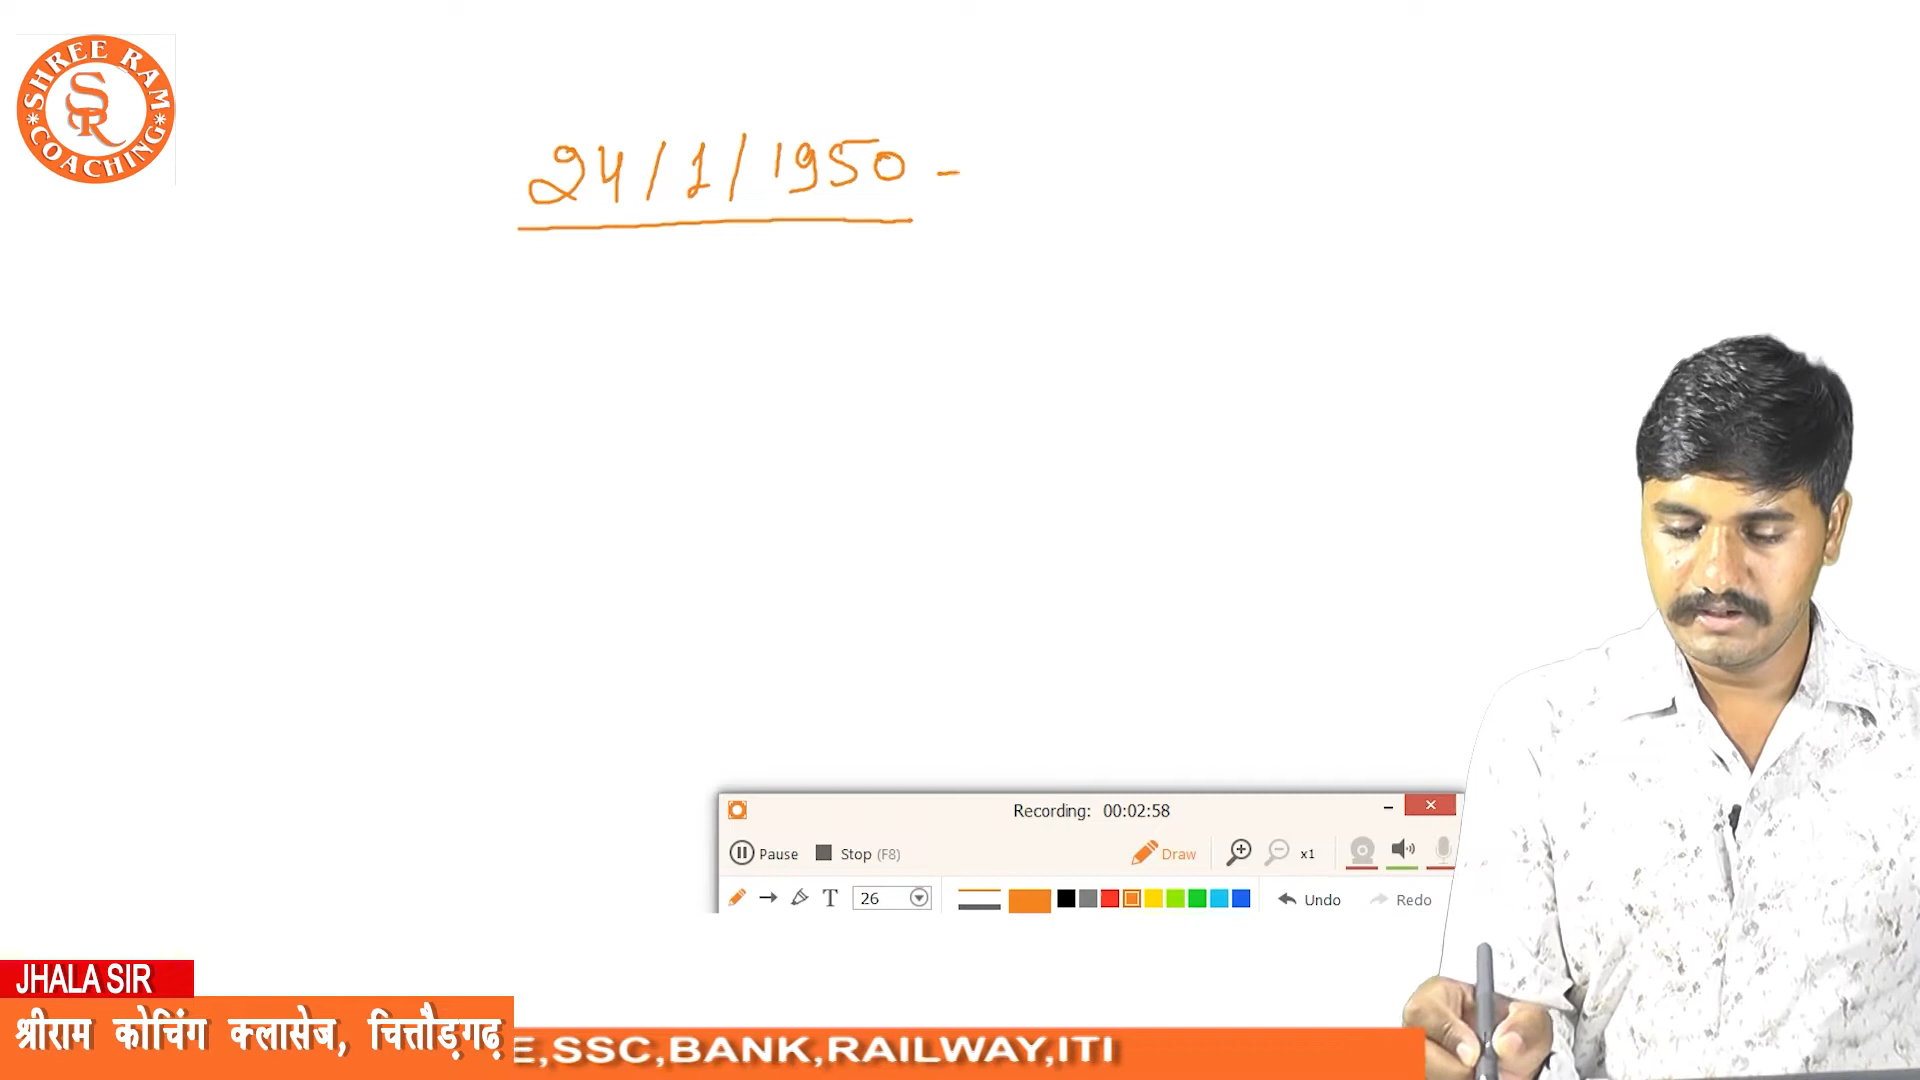 SHREE RAM
SR
COACHING
24/1/1950 -
Recording: 00:02:58
Pause Stop (F8) Draw x1
T 26 Undo Redo
JHALA SIR
श्रीराम कोचिंग क्लासेज, चित्तौड़गढ़
E,SSC,BANK,RAILWAY,ITI